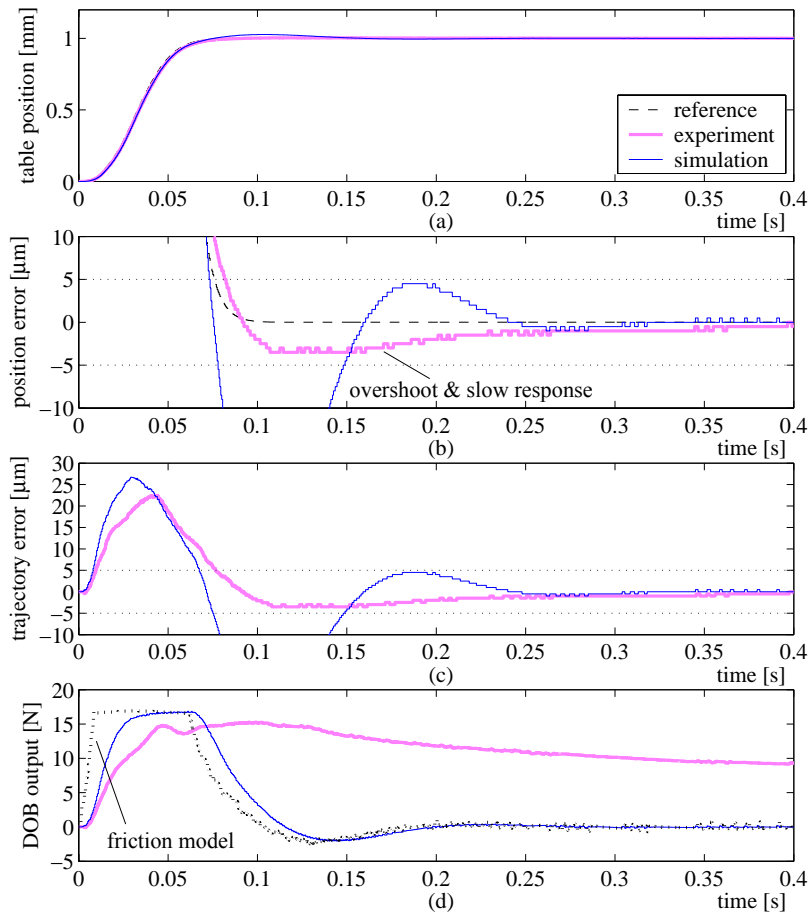 table position [mm]
1
0.5
0
reference
experiment
simulation
0 0.05 0.1 0.15 0.2 0.25 0.3 0.35 0.4
(a) time [s]
position error [µm]
10
5
0
−5
−10
overshoot & slow response
0 0.05 0.1 0.15 0.2 0.25 0.3 0.35 0.4
(b) time [s]
trajectory error [µm]
30
25
20
15
10
5
0
−5
−10
0 0.05 0.1 0.15 0.2 0.25 0.3 0.35 0.4
(c) time [s]
DOB output [N]
20
15
10
5
0
−5
friction model
0 0.05 0.1 0.15 0.2 0.25 0.3 0.35 0.4
(d) time [s]